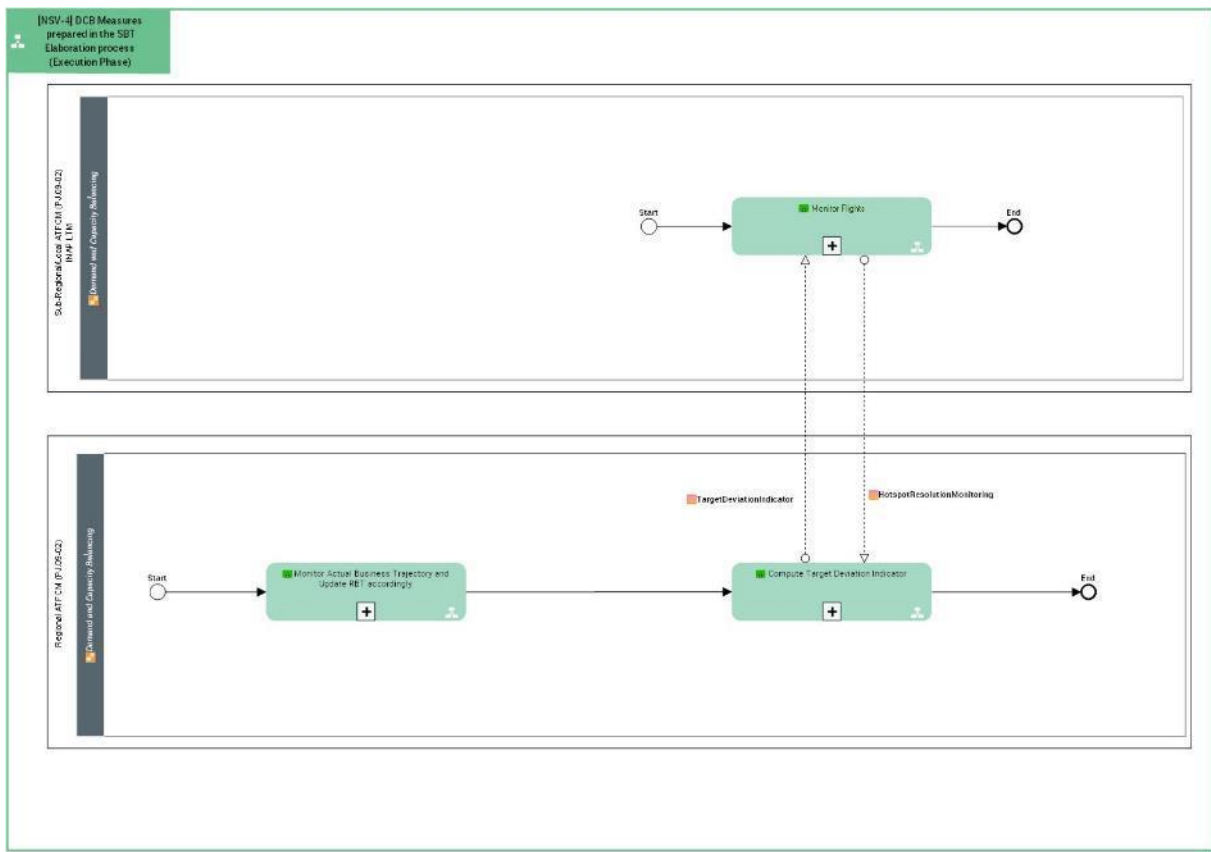 [NSV-4] DCB Measures
prepared in the SBT
Elaboration process
(Execution Phase)
Sub-Regional/Local ATFCM (PJ.09-02)
INAP LTM
Demand and Capacity Balancing
Start
Monitor Flights
End
TargetDeviationIndicator
HotspotResolutionMonitoring
Regional ATFCM (PJ.09-02)
Demand and Capacity Balancing
Start
Monitor Actual Business Trajectory and
Update RBT accordingly
Compute Target Deviation Indicator
End